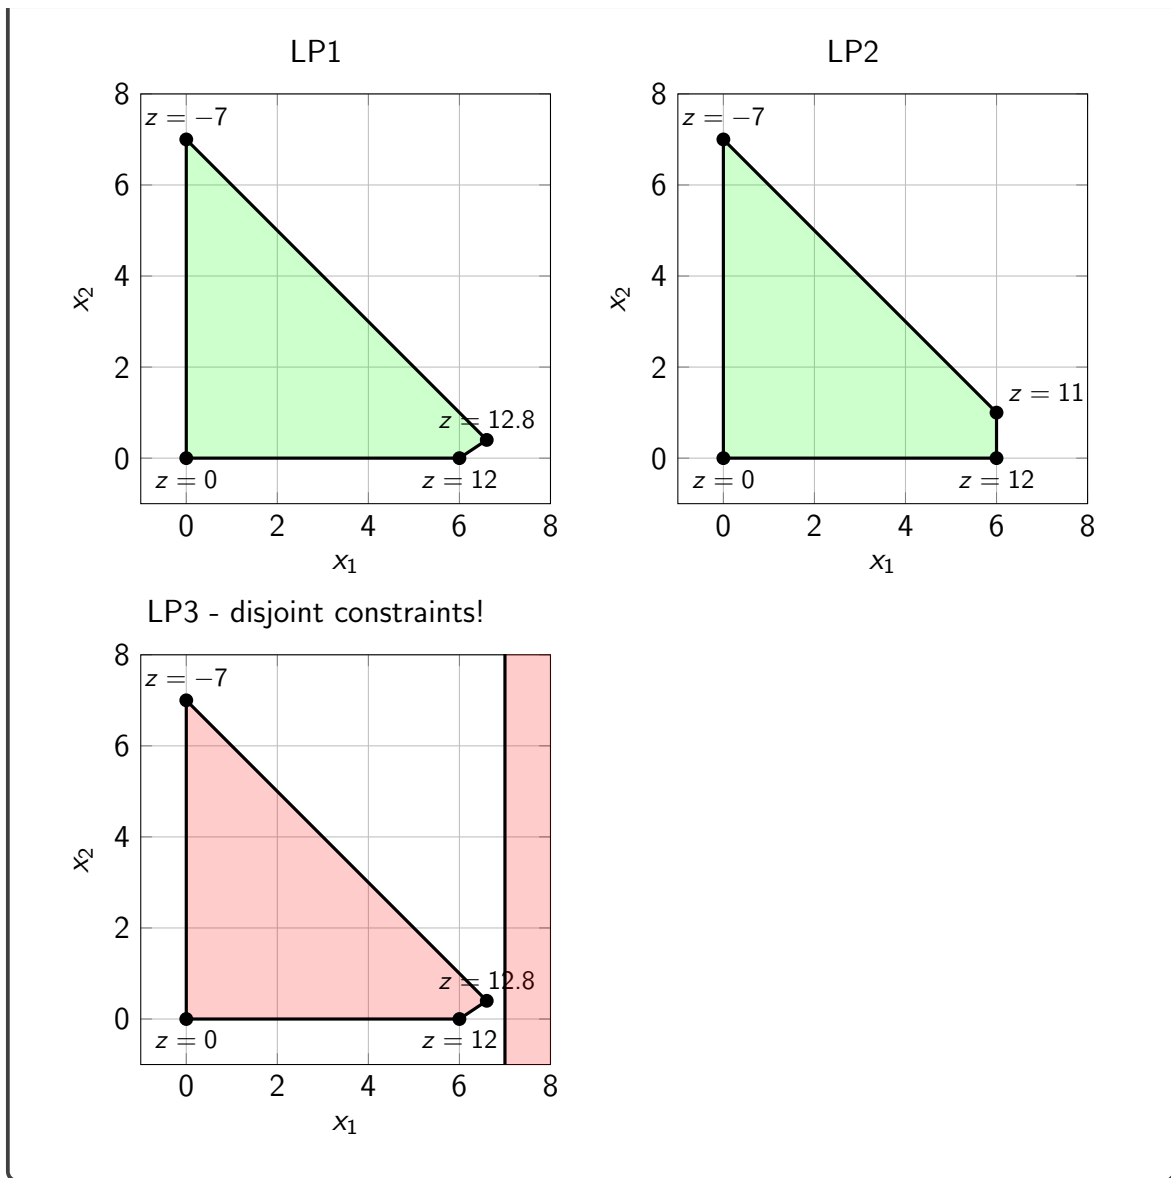 LP1
LP2
8
z = −7
6
4
2
0
z = 12.8
z = 0
z = 12
0 2 4 6 8
x₁
x₂
8
z = −7
6
4
2
0
z = 11
z = 0
z = 12
0 2 4 6 8
x₁
x₂
LP3 - disjoint constraints!
8
z = −7
6
4
2
0
z = 12.8
z = 0
z = 12
0 2 4 6 8
x₁
x₂